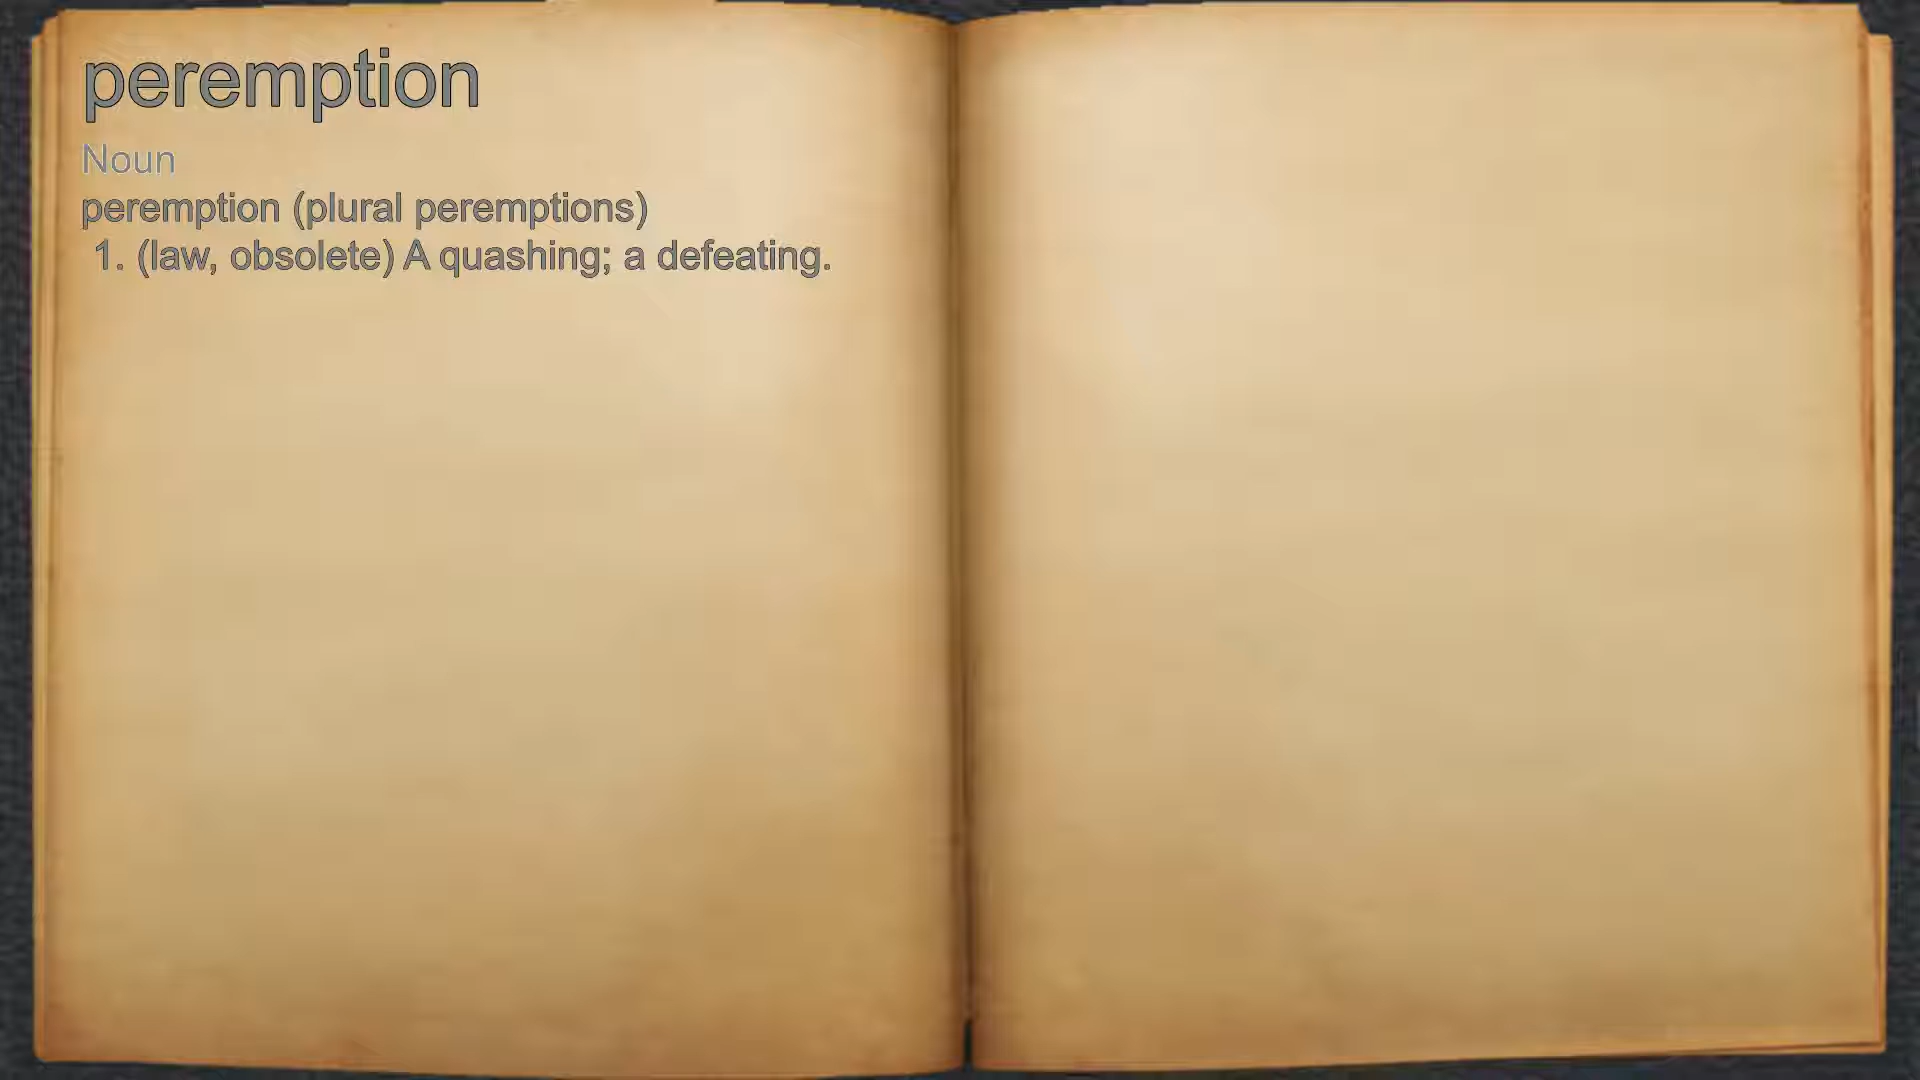 peremption
Noun
peremption (plural peremptions)
1. (law, obsolete) A quashing; a defeating.